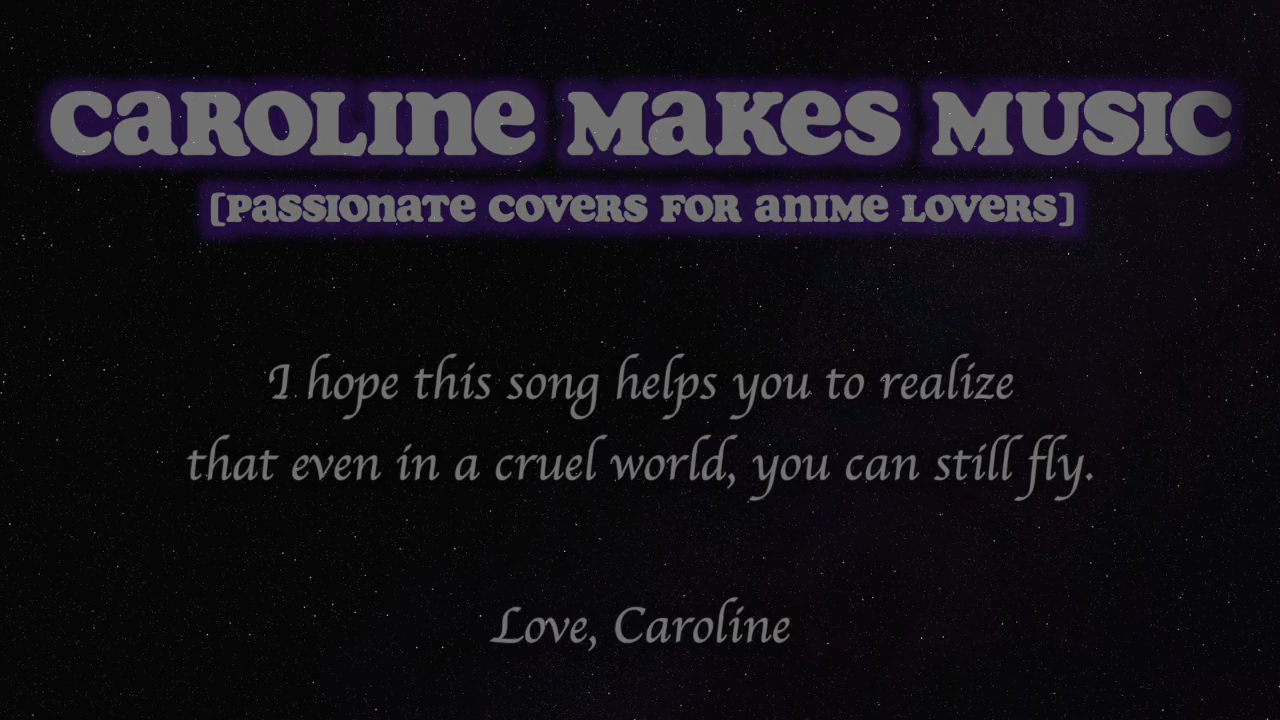 CAROLINE MAKES MUSIC
[PASSIONATE COVERS FOR ANIME LOVERS]
I hope this song helps you to realize
that even in a cruel world, you can still fly.
Love, Caroline